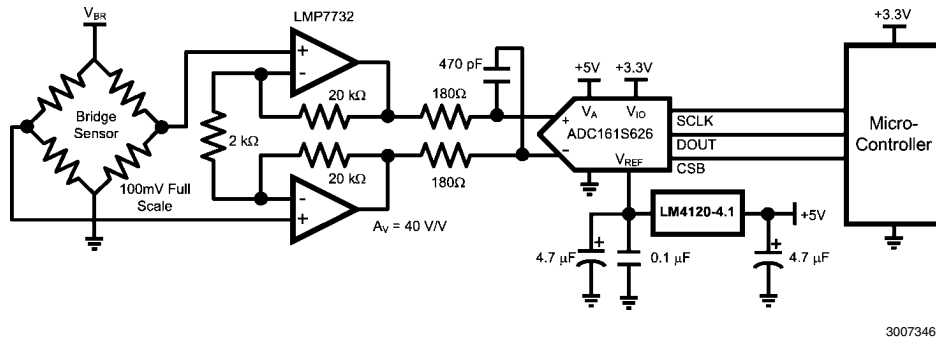 V_BR
LMP7732
+3.3V
470 pF
+5V
+3.3V
+
-
20 kΩ
180Ω
V_A
V_IO
SCLK
Bridge
Sensor
2 kΩ
+
-
ADC161S626
DOUT
Micro-
Controller
V_REF
CSB
20 kΩ
180Ω
100mV Full
Scale
-
+
A_V = 40 V/V
LM4120-4.1
+5V
+
4.7 µF
0.1 µF
+
4.7 µF
3007346